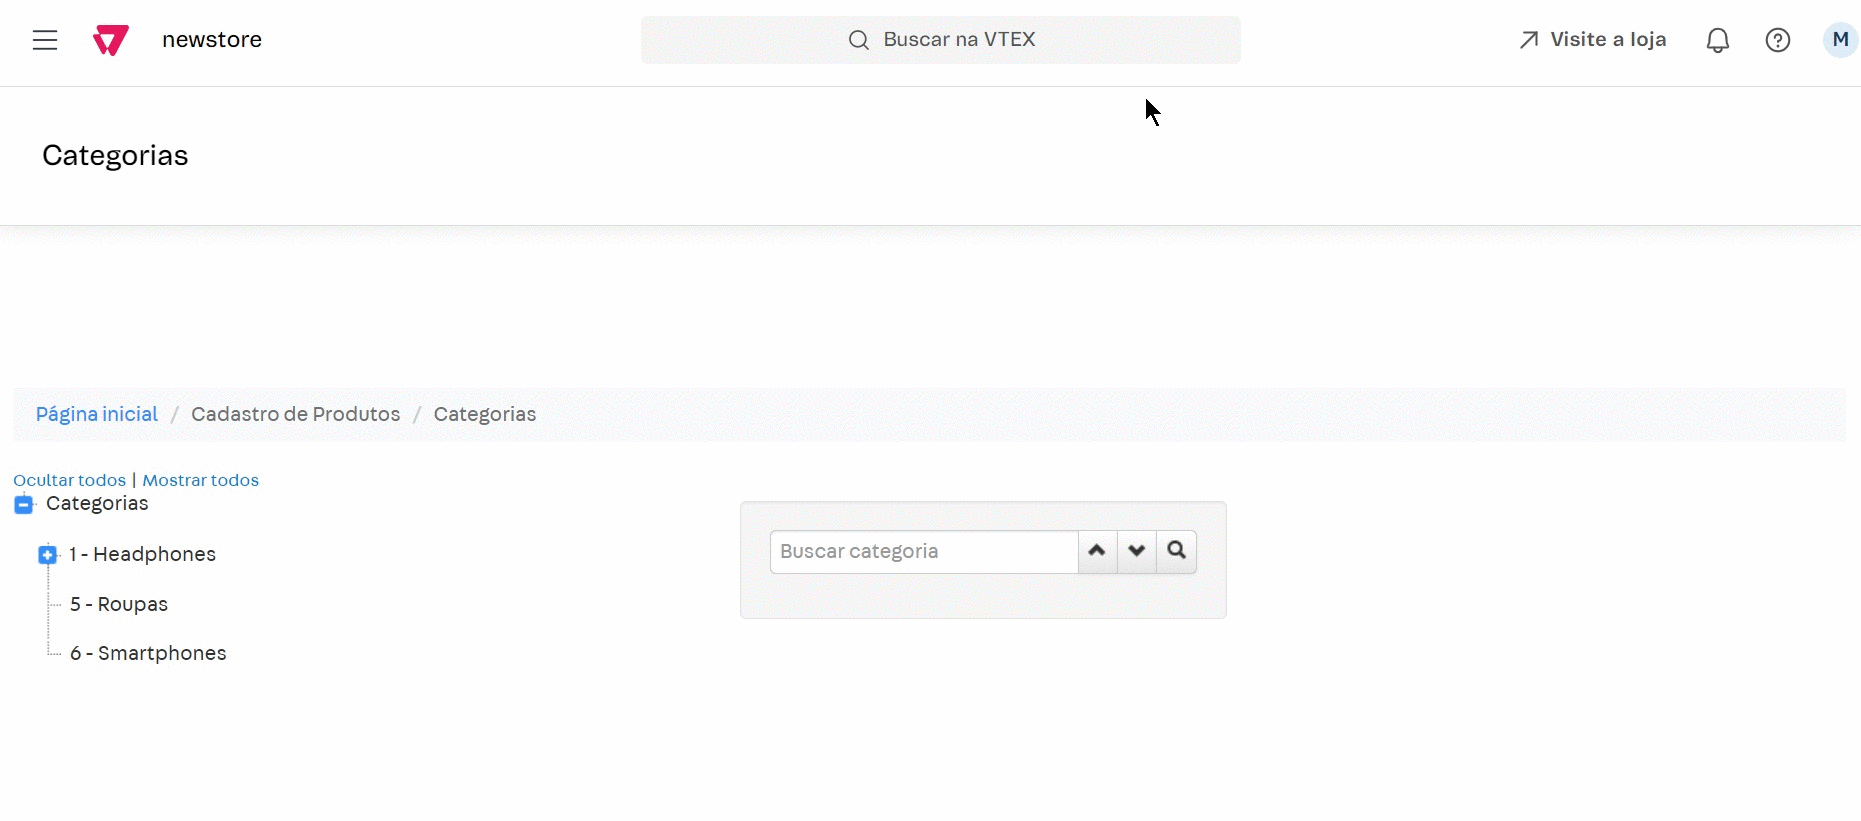 newstore
Buscar na VTEX
Visite a loja
M
Categorias
Página inicial / Cadastro de Produtos / Categorias
Ocultar todos | Mostrar todos
Categorias
1 - Headphones
5 - Roupas
6 - Smartphones
Buscar categoria